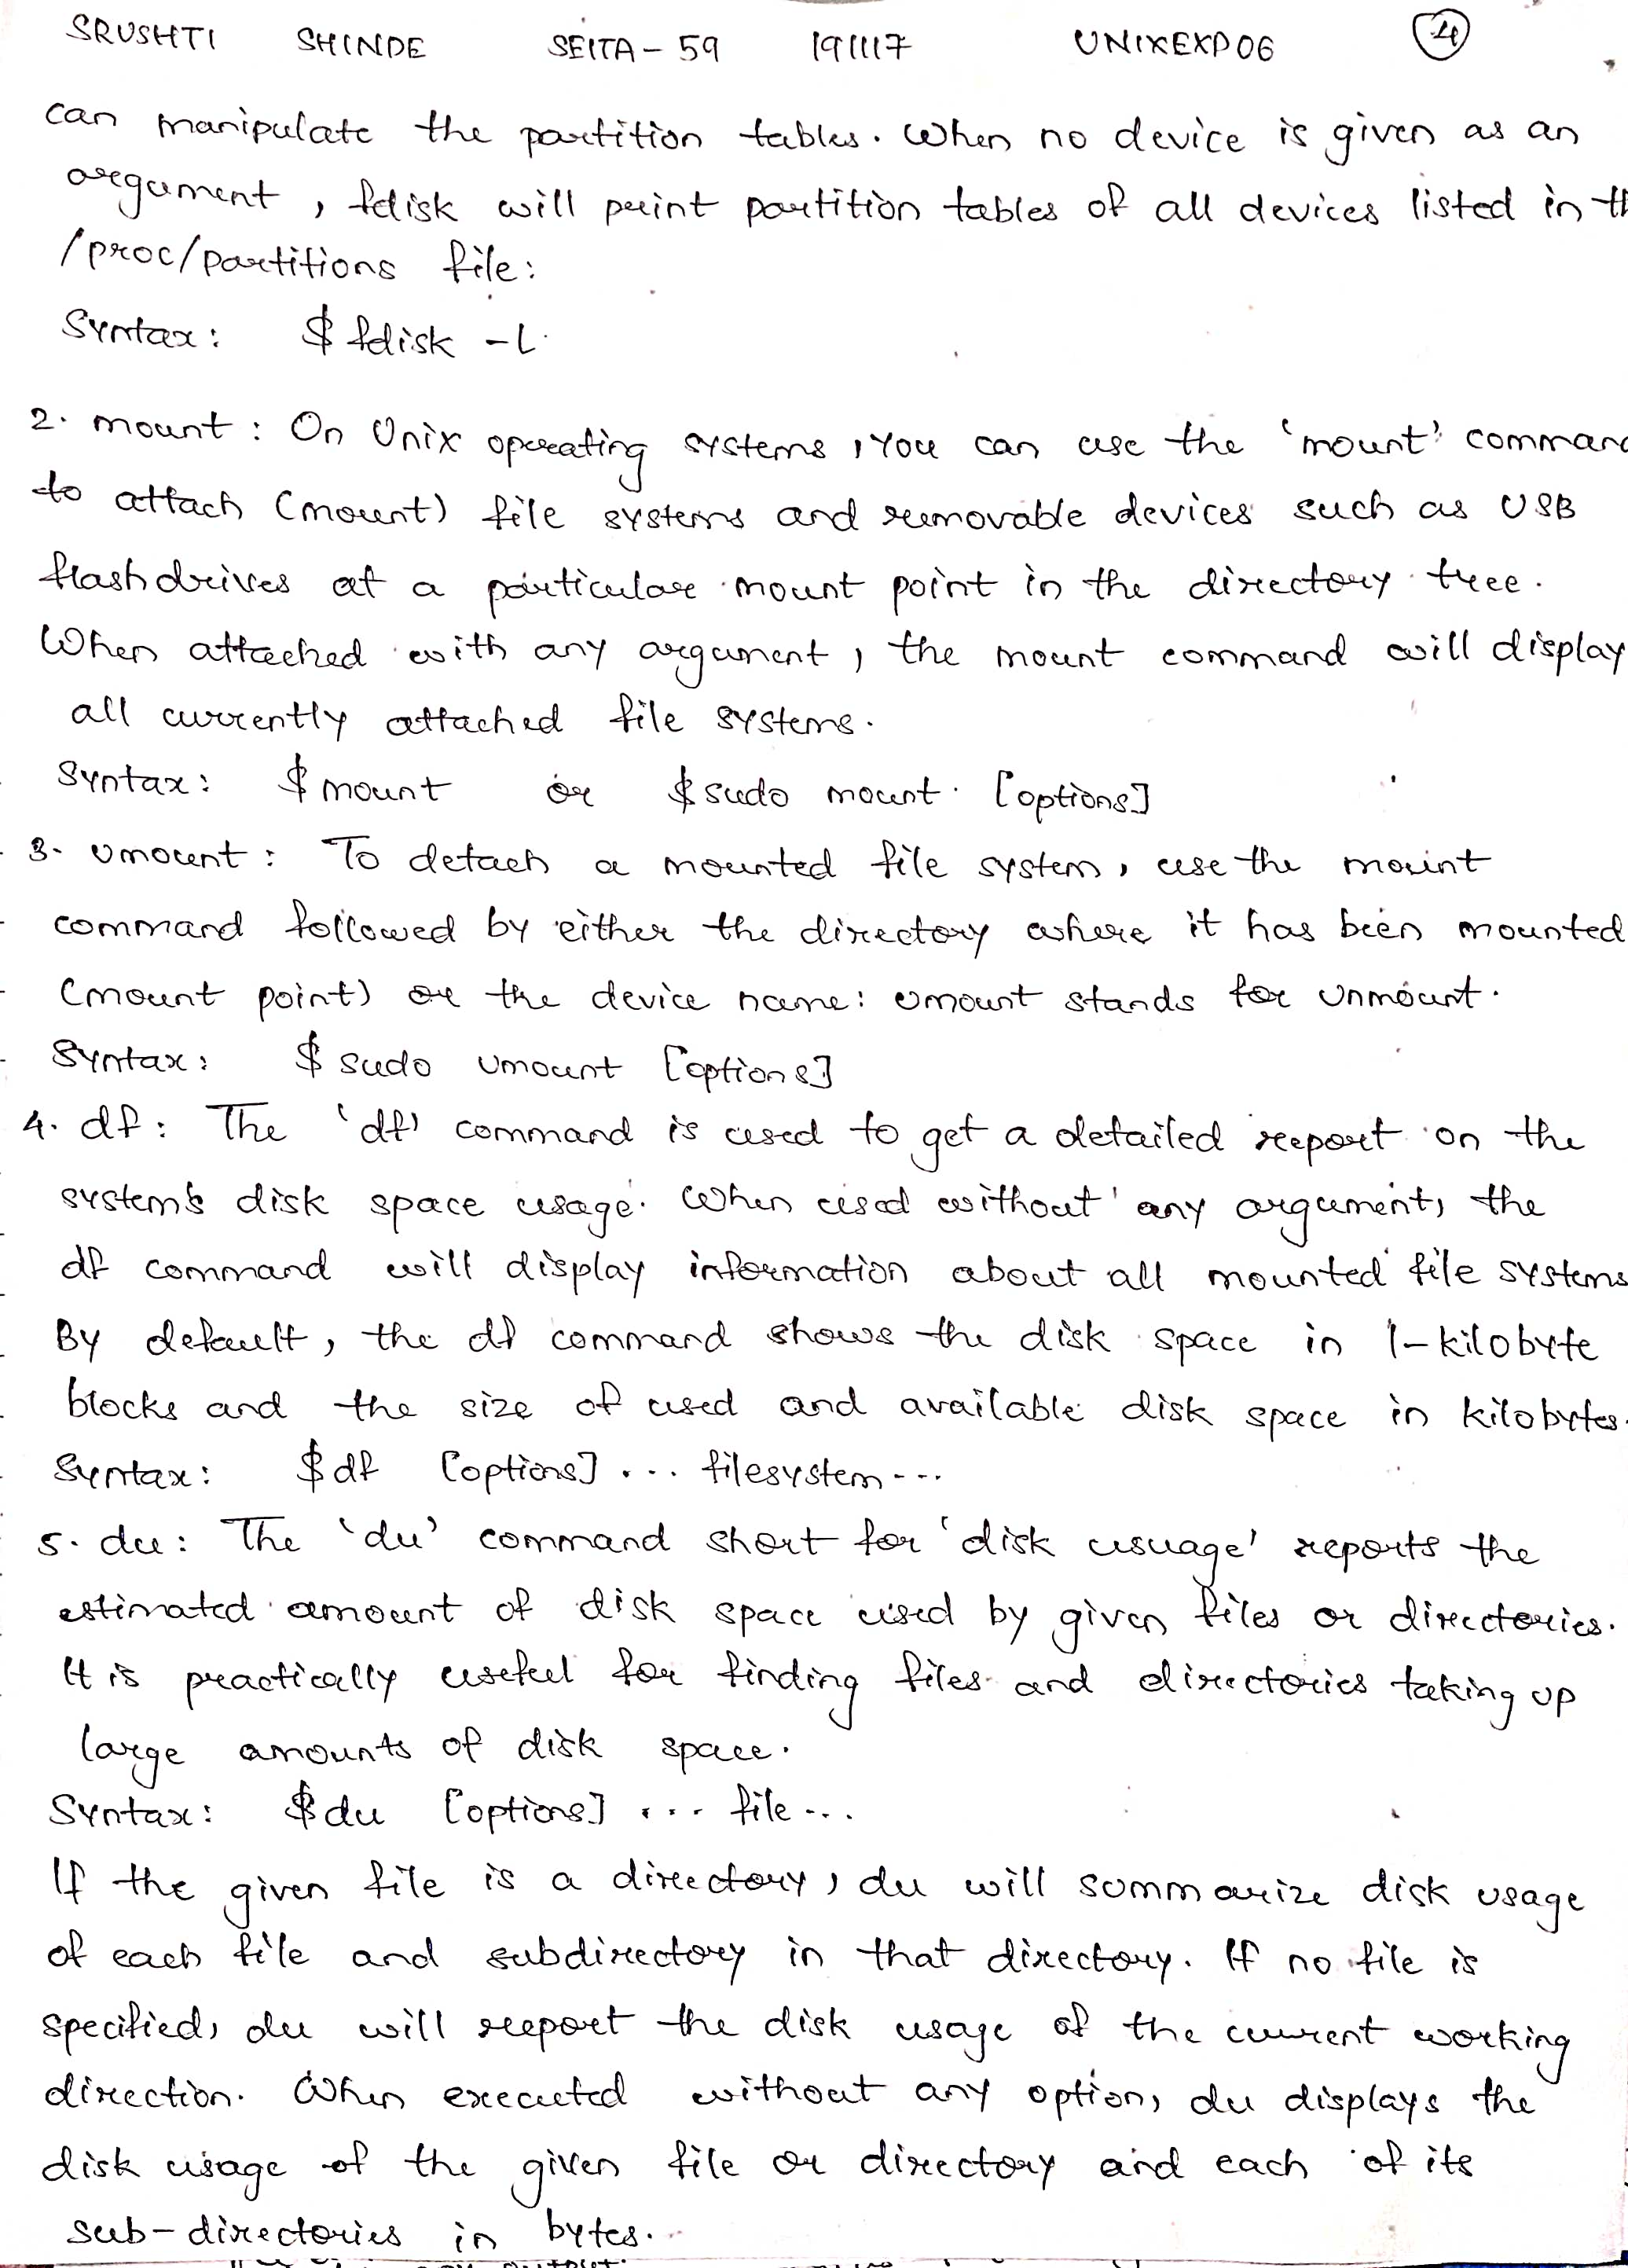 SRUSHTI SHINDE SEITA-59 191117 UNIXEXP06 4
can manipulate the partition tables. When no device is given as an
argument, fdisk will print partition tables of all devices listed in th
/proc/partitions file:
Syntax: $ fdisk -l
2. mount: On Unix operating systems, you can use the 'mount' comman
to attach (mount) file systems and removable devices such as USB
flash drives at a particular mount point in the directory tree.
When attached with any argument, the mount command will display
all currently attached file systems.
Syntax: $ mount or $ sudo mount [options]
3. umount: To detach a mounted file system, use the mount
command followed by either the directory where it has been mounted
(mount point) or the device name: umount stands for unmount.
Syntax: $ sudo umount [options]
4. df: The 'df' command is used to get a detailed report on the
system's disk space usage. When used without any argument, the
df command will display information about all mounted file systems
By default, the df command shows the disk space in 1-kilobyte
blocks and the size of used and available disk space in kilobytes.
Syntax: $ df [options] ... filesystem ...
5. du: The 'du' command short for 'disk usuage' reports the
estimated amount of disk space used by given files or directories.
It is practically useful for finding files and directories taking up
large amounts of disk space.
Syntax: $ du [options] ... file ...
If the given file is a directory, du will summarize disk usage
of each file and subdirectory in that directory. If no file is
specified, du will report the disk usage of the current working
direction. When executed without any option, du displays the
disk usage of the given file or directory and each of its
sub-directories in bytes.